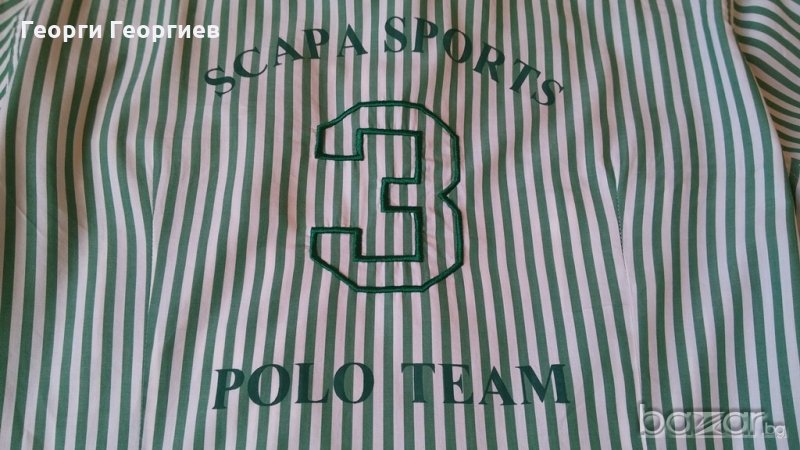 Георги Георгиев
SCAPA SPORTS
3
POLO TEAM
bazar.bg